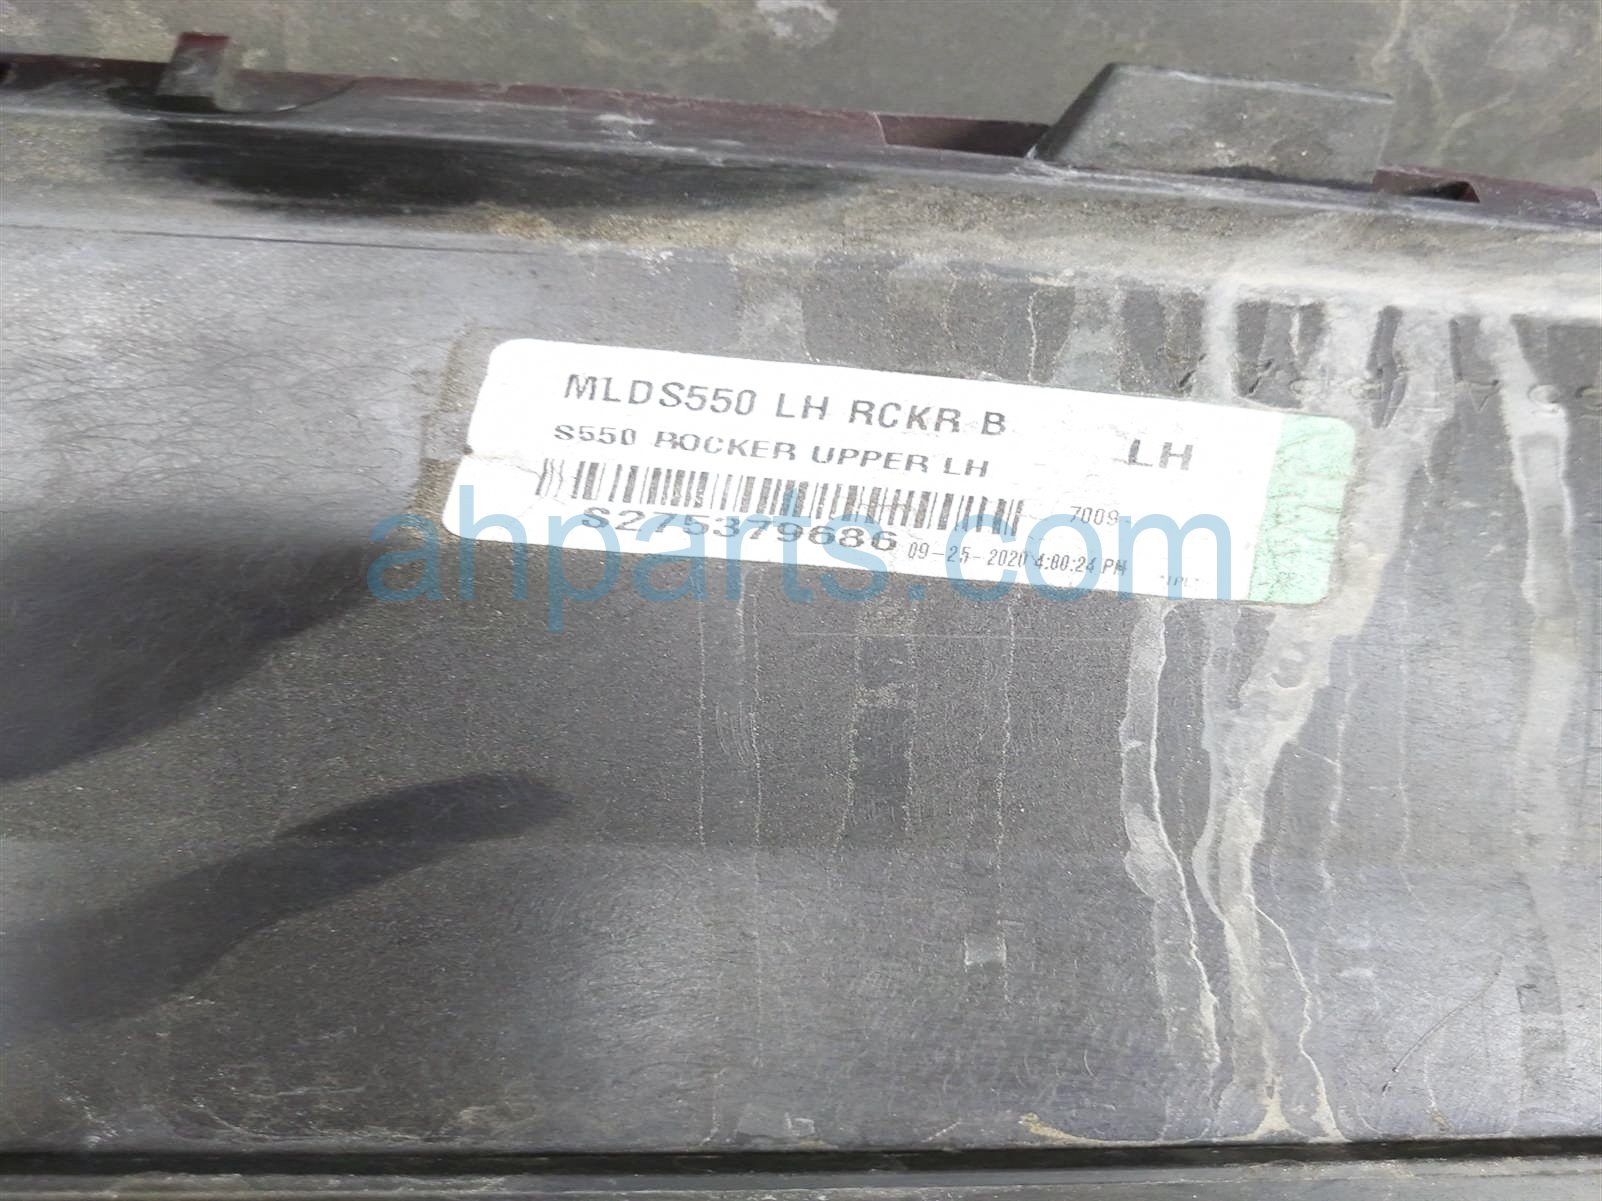 MLDS550 LH RCKR B
S550 ROCKER UPPER LH
LH
7009
S275379686
09-25-2020 4:00:24 PM
ahparts.com